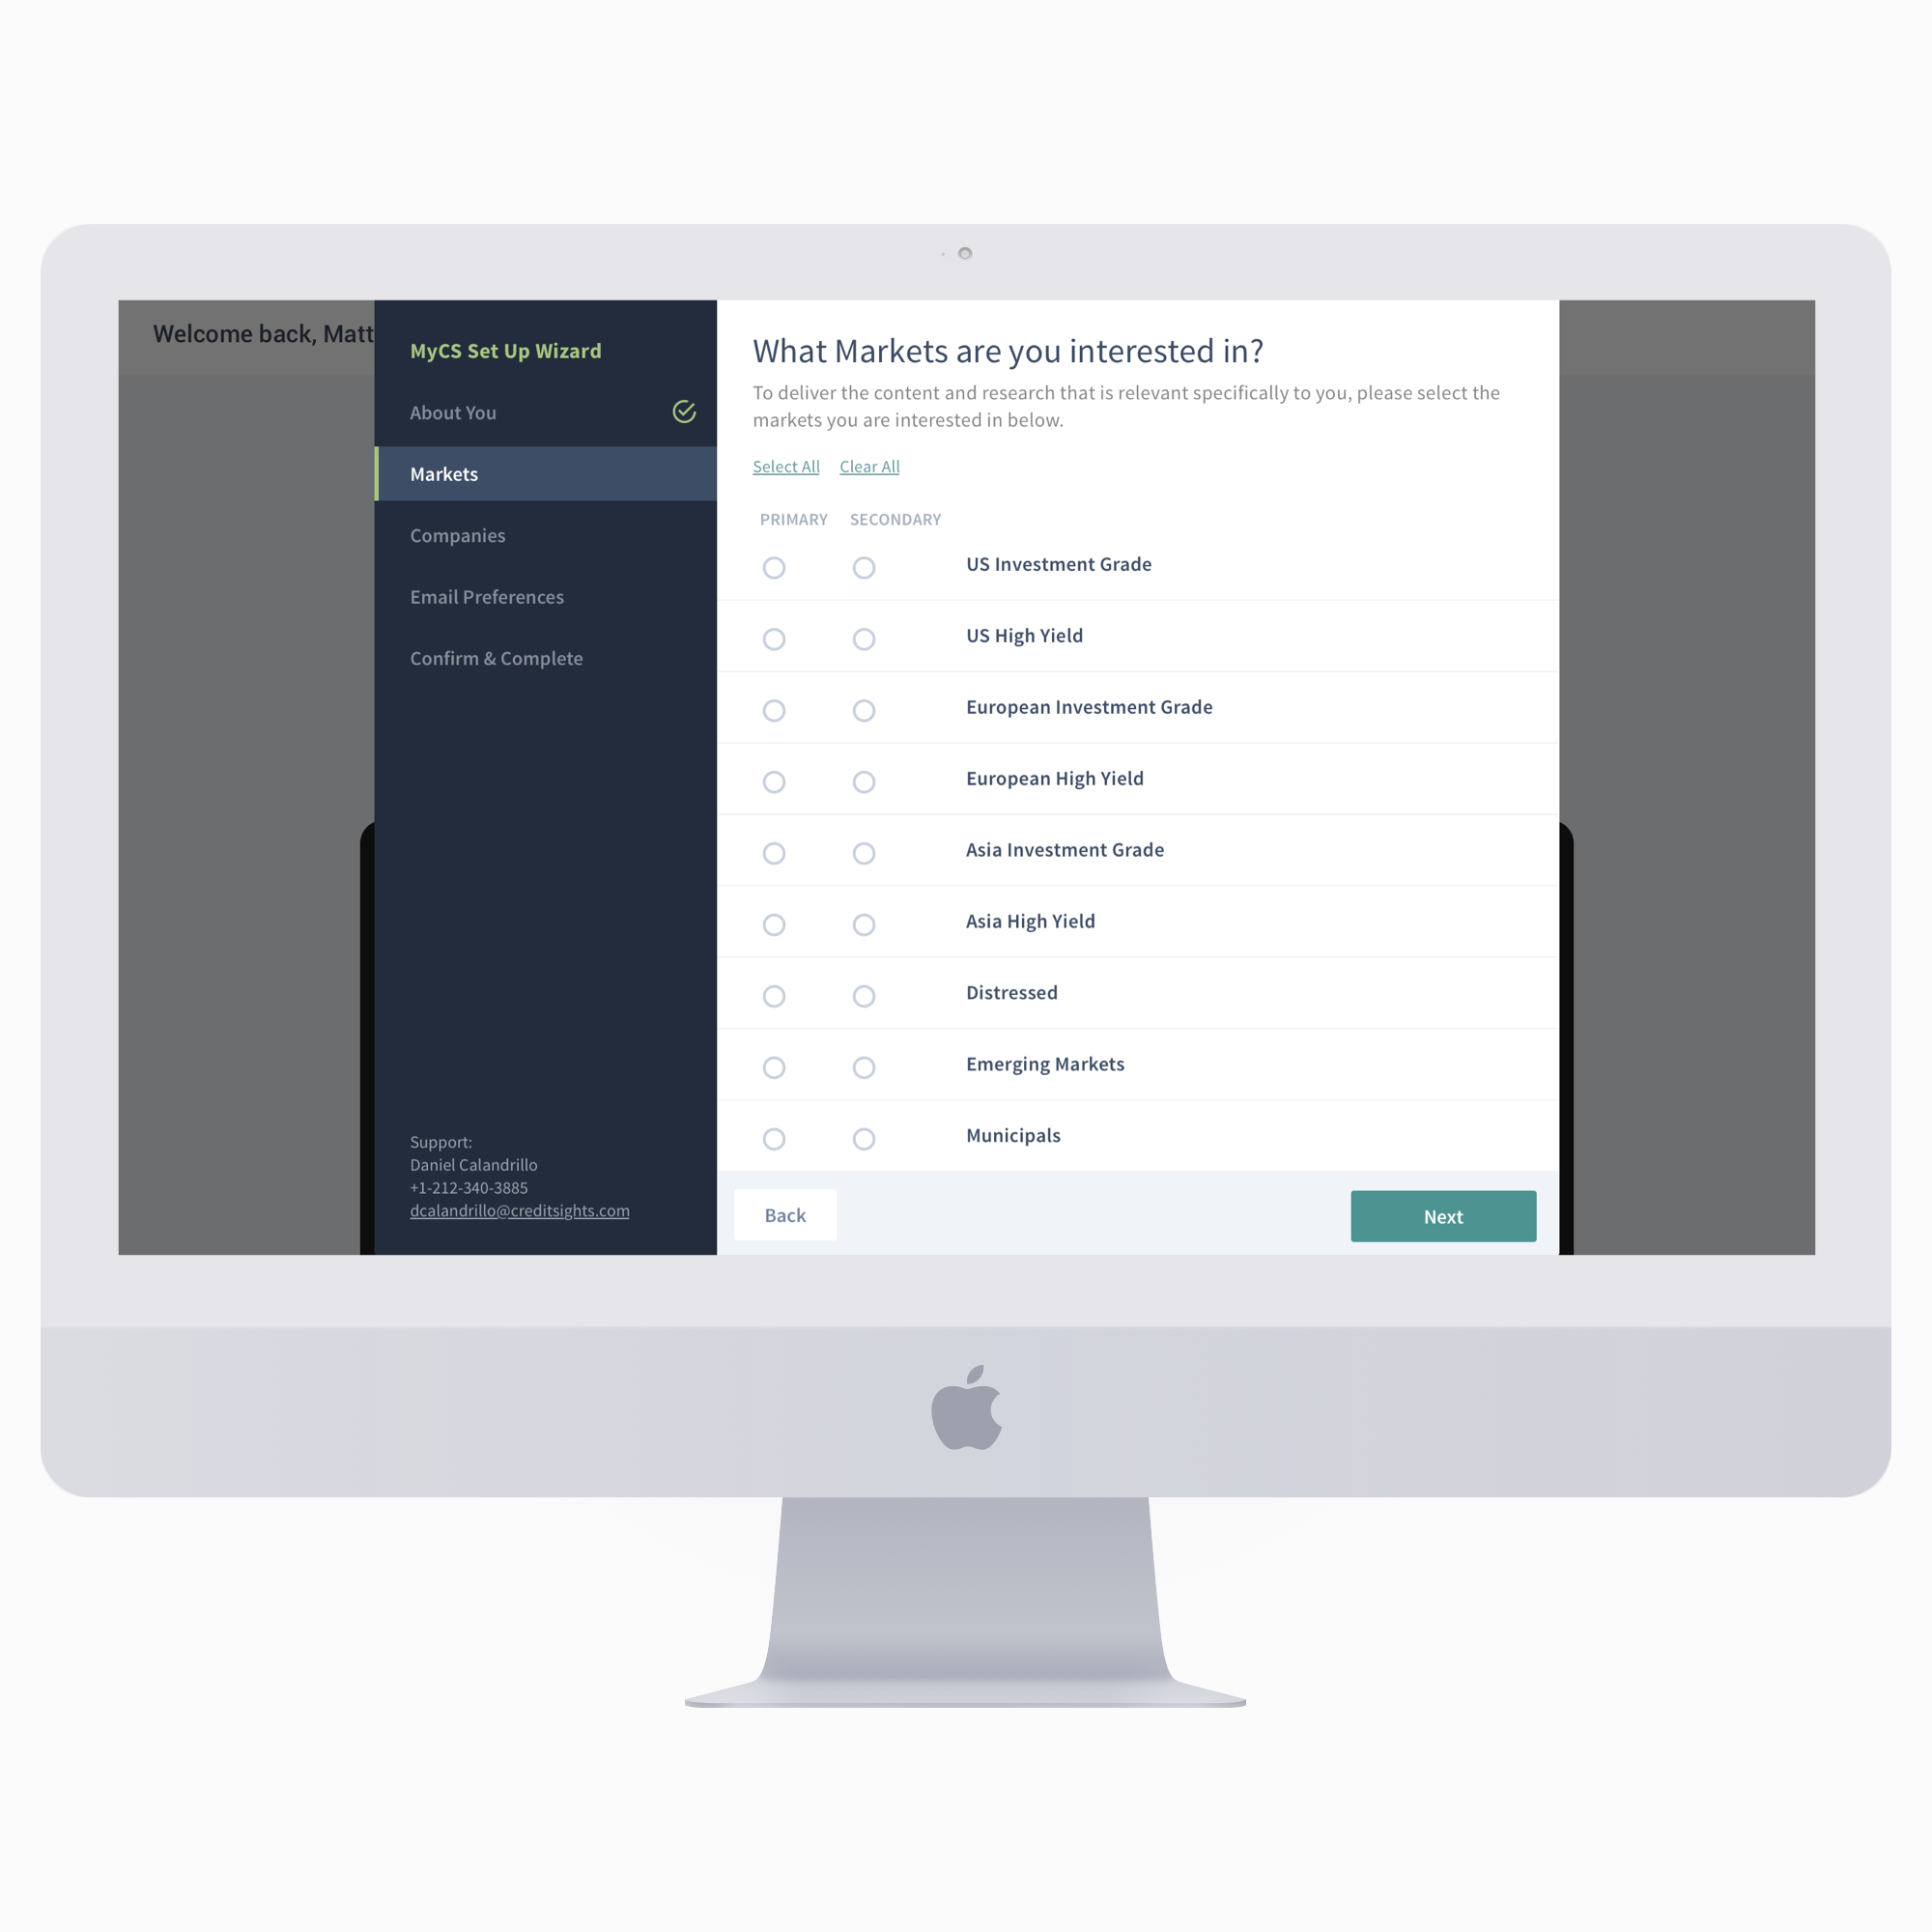 Welcome back, Matt
MyCS Set Up Wizard
About You
Markets
Companies
Email Preferences
Confirm & Complete
Support:
Daniel Calandrillo
+1-212-340-3885
dcalandrillo@creditsights.com
What Markets are you interested in?
To deliver the content and research that is relevant specifically to you, please select the
markets you are interested in below.
Select All Clear All
PRIMARY SECONDARY
US Investment Grade
US High Yield
European Investment Grade
European High Yield
Asia Investment Grade
Asia High Yield
Distressed
Emerging Markets
Municipals
Back Next